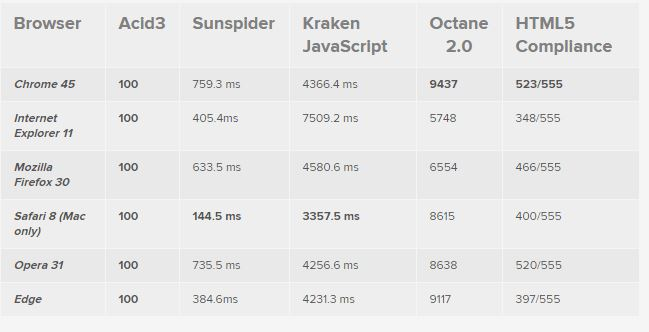 Browser Acid3 Sunspider Kraken JavaScript Octane 2.0 HTML5 Compliance
Chrome 45 100 759.3 ms 4366.4 ms 9437 523/555
Internet Explorer 11 100 405.4ms 7509.2 ms 5748 348/555
Mozilla Firefox 30 100 633.5 ms 4580.6 ms 6554 466/555
Safari 8 (Mac only) 100 144.5 ms 3357.5 ms 8615 400/555
Opera 31 100 735.5 ms 4256.6 ms 8638 520/555
Edge 100 384.6ms 4231.3 ms 9117 397/555